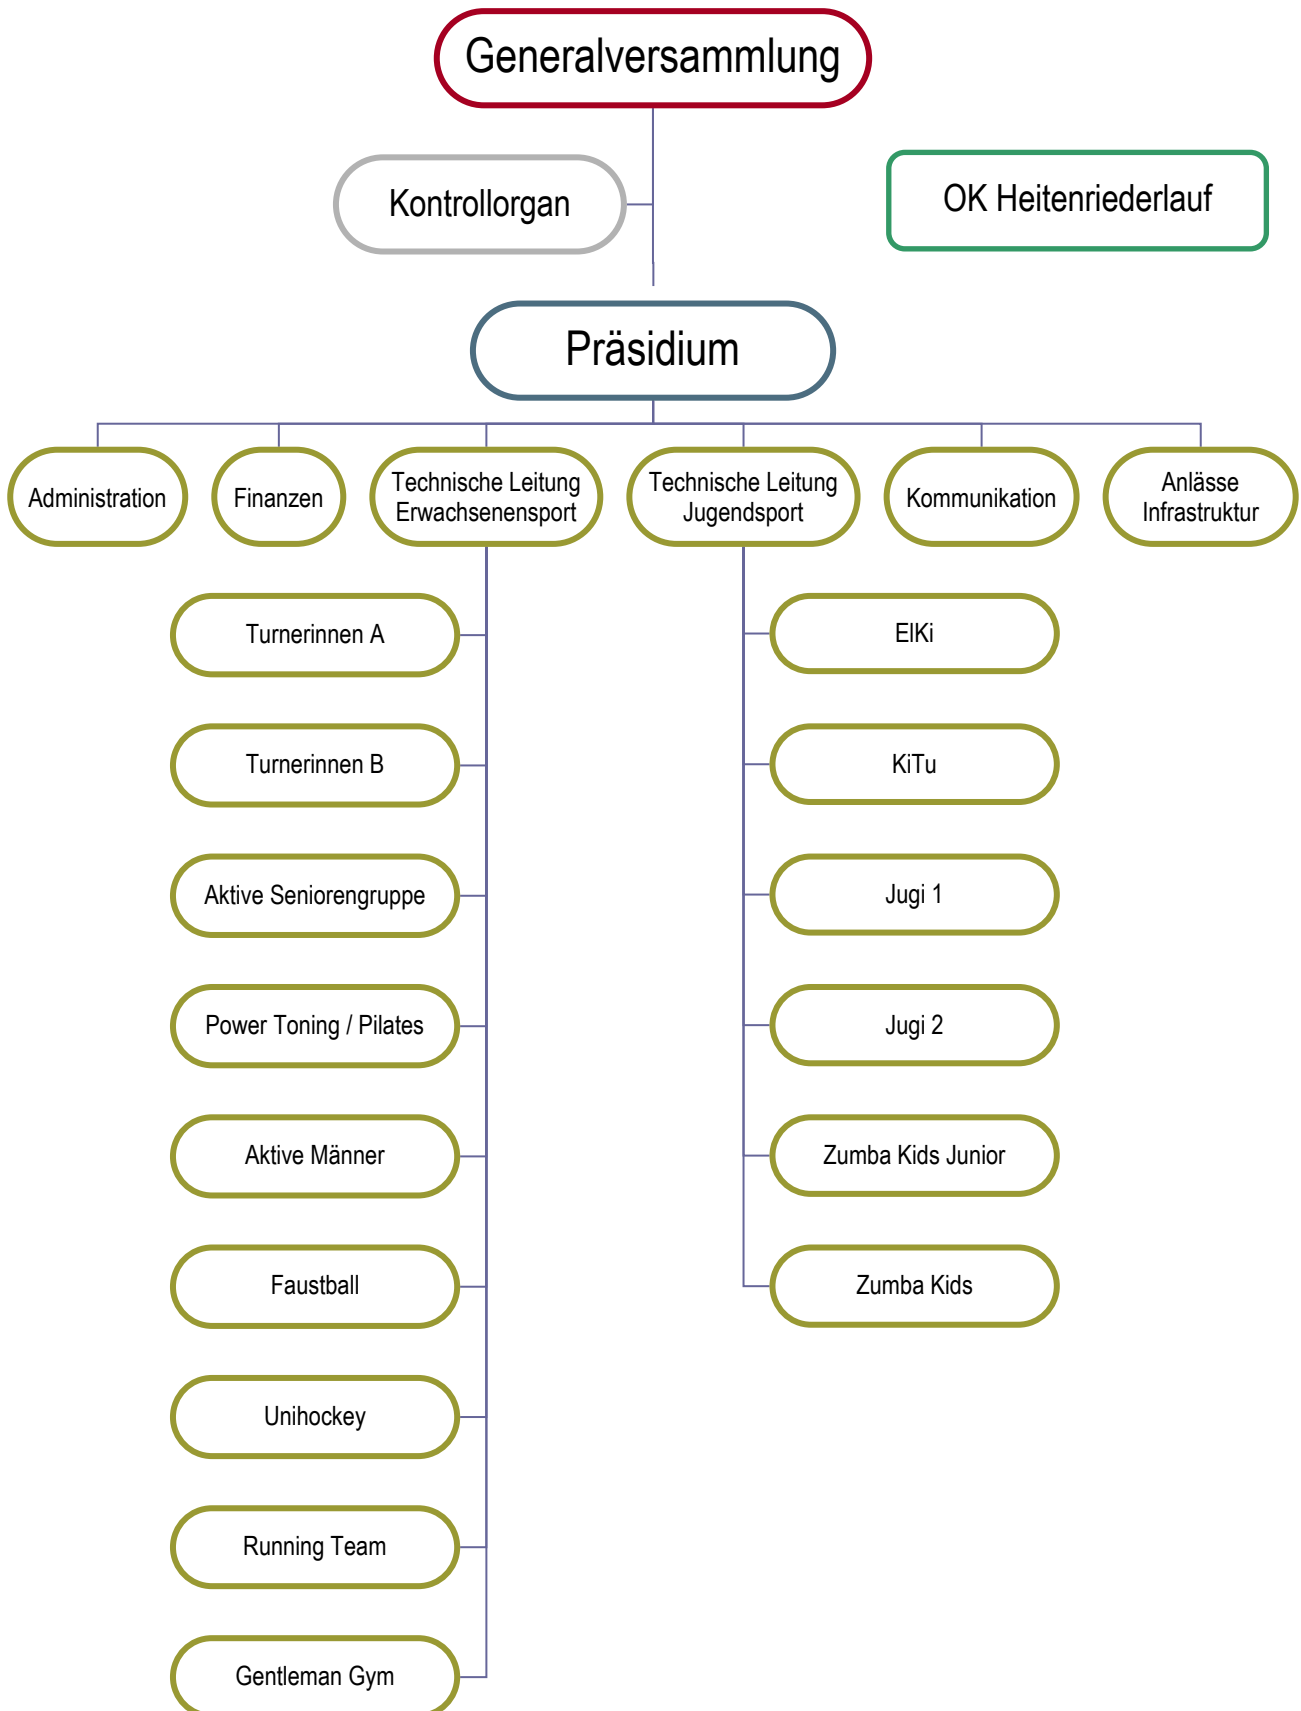 Generalversammlung
Kontrollorgan
OK Heitenriederlauf
Präsidium
Administration
Finanzen
Technische Leitung
Erwachsenensport
Technische Leitung
Jugendsport
Kommunikation
Anlässe
Infrastruktur
Turnerinnen A
Turnerinnen B
Aktive Seniorengruppe
Power Toning / Pilates
Aktive Männer
Faustball
Unihockey
Running Team
Gentleman Gym
ElKi
KiTu
Jugi 1
Jugi 2
Zumba Kids Junior
Zumba Kids